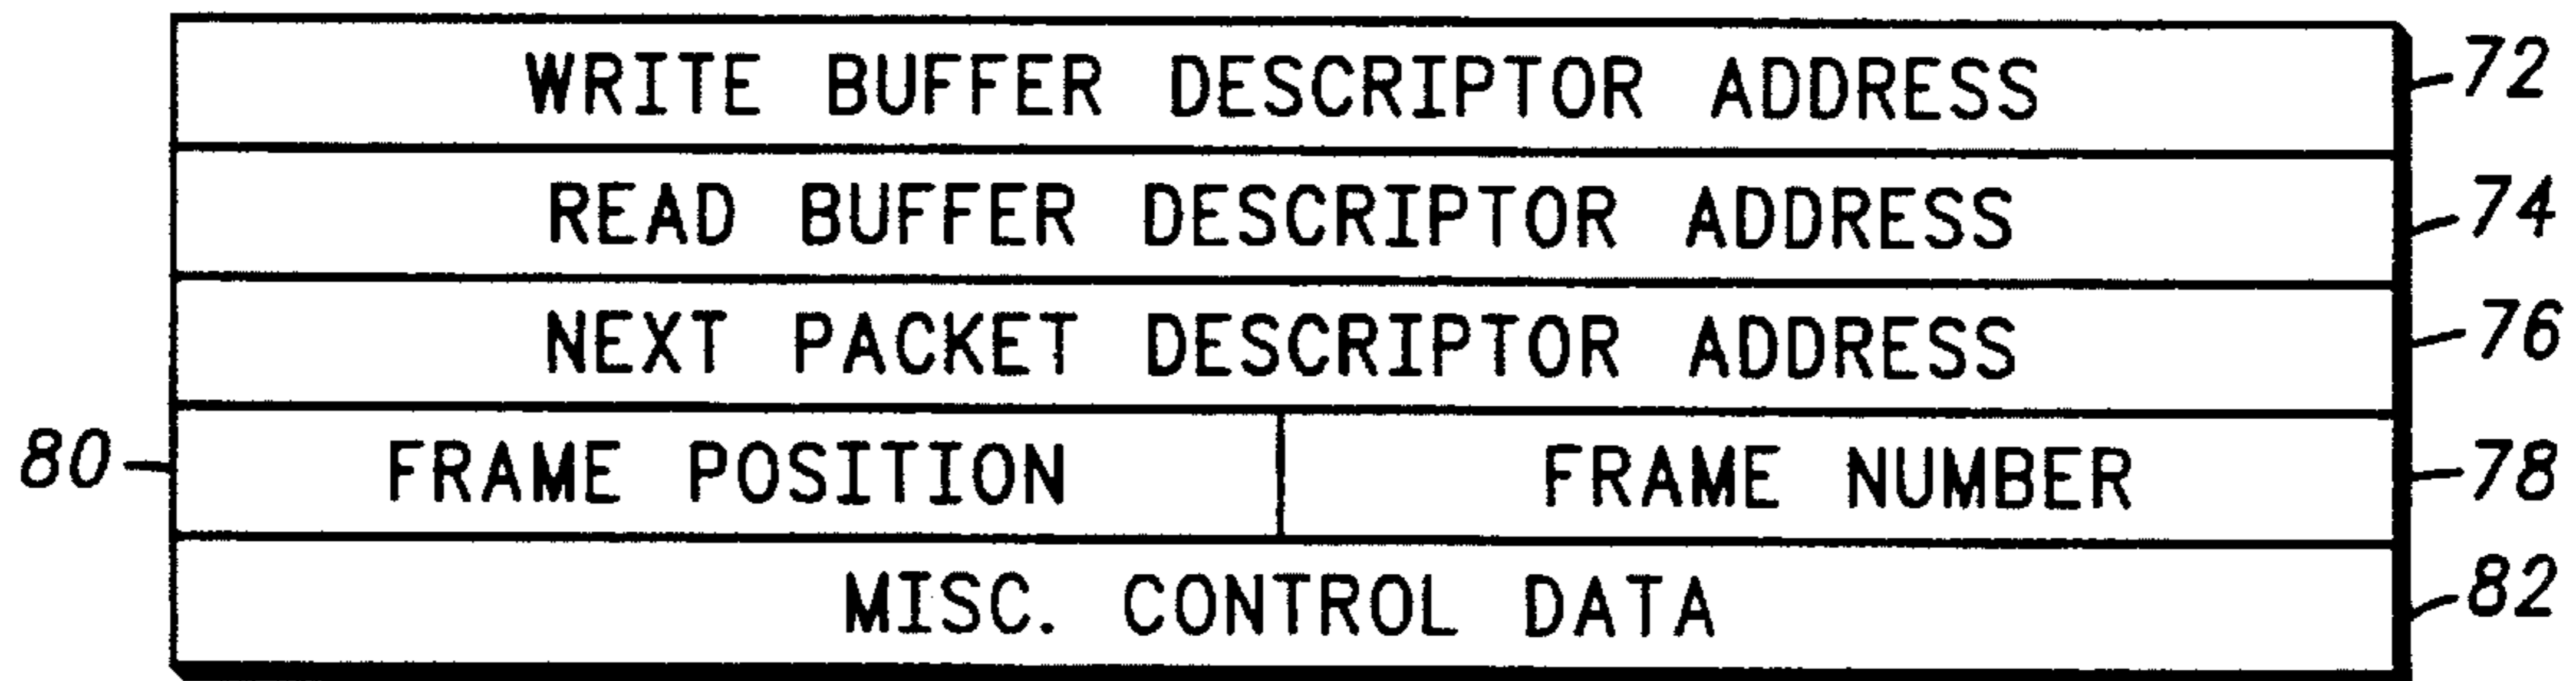 WRITE BUFFER DESCRIPTOR ADDRESS 72
READ BUFFER DESCRIPTOR ADDRESS 74
NEXT PACKET DESCRIPTOR ADDRESS 76
80 FRAME POSITION FRAME NUMBER 78
MISC. CONTROL DATA 82